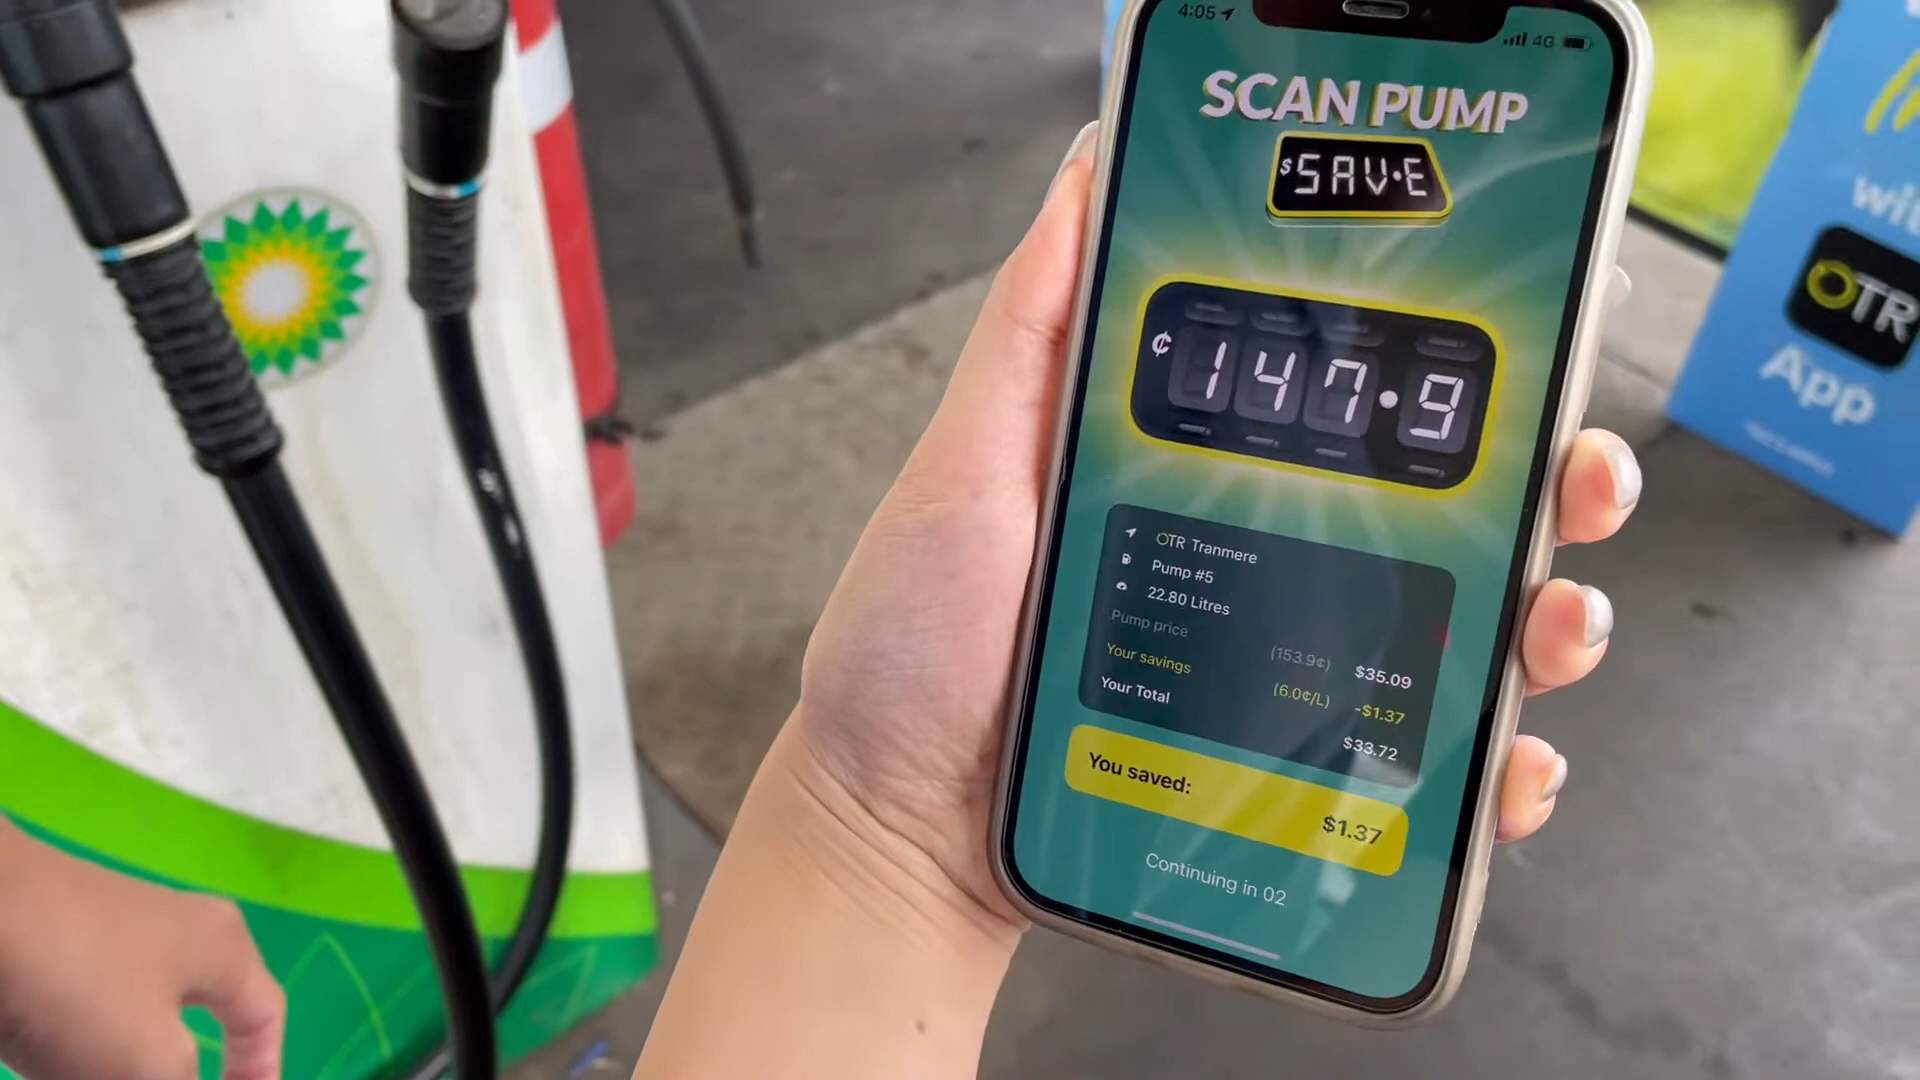 4:05
4G
SCAN PUMP
$SAV·E
¢ 147.9
OTR Tranmere
Pump #5
22.80 Litres
Pump price (153.9¢) $35.09
Your savings (6.0¢/L) -$1.37
Your Total $33.72
You saved: $1.37
Continuing in 02
OTR
App